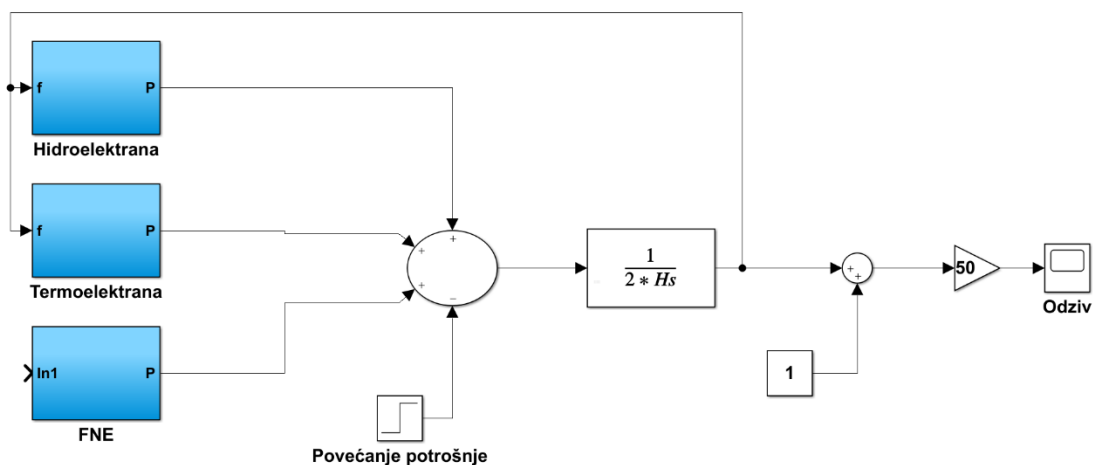 f P
Hidroelektrana
f P
Termoelektrana
In1 P
FNE
+
+
+
−
Povećanje potrošnje
1
2 * Hs
+
+
1
50
Odziv